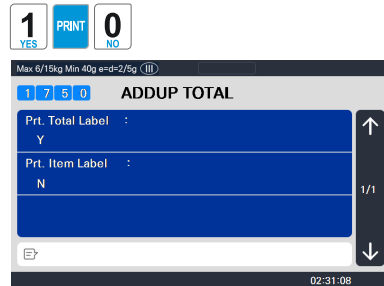 1 PRINT 0
YES NO
Max 6/15kg Min 40g e=d=2/5g (III)
1 7 5 0 ADDUP TOTAL
Prt. Total Label :
Y
Prt. Item Label :
N
1/1
02:31:08